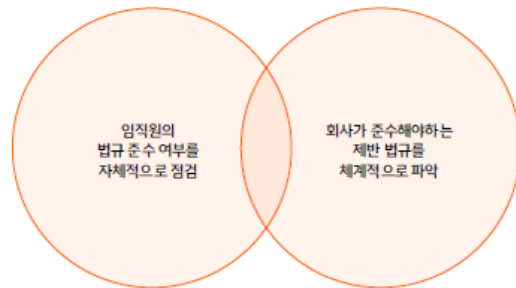 임직원의
법규 준수 여부를
자체적으로 점검
회사가 준수해야하는
제반 법규를
체계적으로 파악